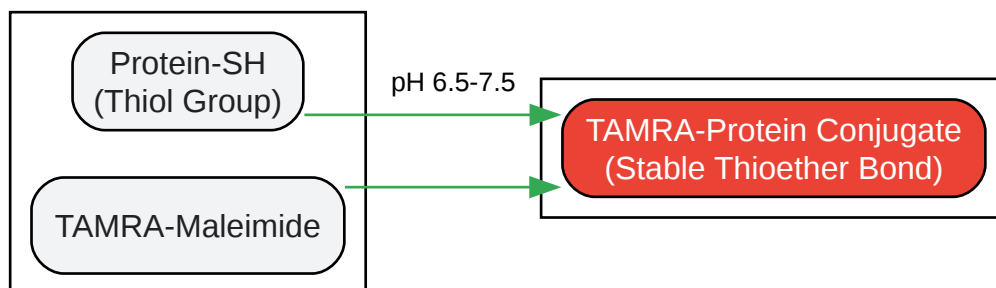 Protein-SH
(Thiol Group)
TAMRA-Maleimide
pH 6.5-7.5
TAMRA-Protein Conjugate
(Stable Thioether Bond)